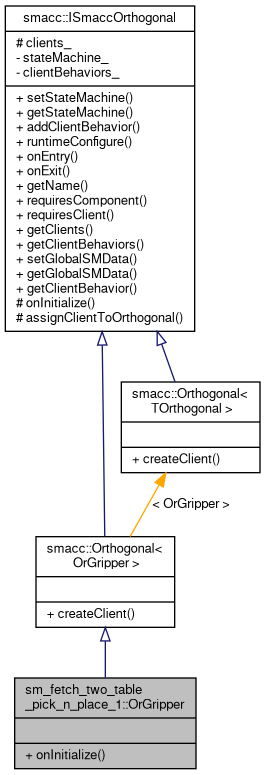 smacc::ISmaccOrthogonal
# clients_
- stateMachine_
- clientBehaviors_
+ setStateMachine()
+ getStateMachine()
+ addClientBehavior()
+ runtimeConfigure()
+ onEntry()
+ onExit()
+ getName()
+ requiresComponent()
+ requiresClient()
+ getClients()
+ getClientBehaviors()
+ setGlobalSMData()
+ getGlobalSMData()
+ getClientBehavior()
# onInitialize()
# assignClientToOrthogonal()
smacc::Orthogonal<
TOrthogonal >
+ createClient()
< OrGripper >
smacc::Orthogonal<
OrGripper >
+ createClient()
sm_fetch_two_table
_pick_n_place_1::OrGripper
+ onInitialize()